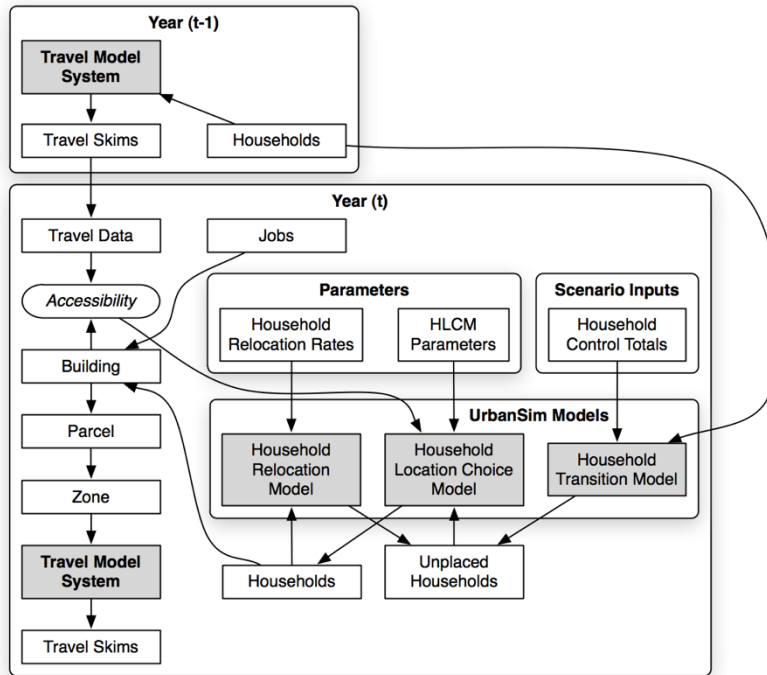 Year (t-1)
Travel Model
System
Travel Skims
Households
Year (t)
Travel Data
Jobs
Accessibility
Parameters
Scenario Inputs
Household
Relocation Rates
HLCM
Parameters
Household
Control Totals
Building
Parcel
UrbanSim Models
Household
Relocation
Model
Household
Location Choice
Model
Household
Transition Model
Zone
Travel Model
System
Households
Unplaced
Households
Travel Skims